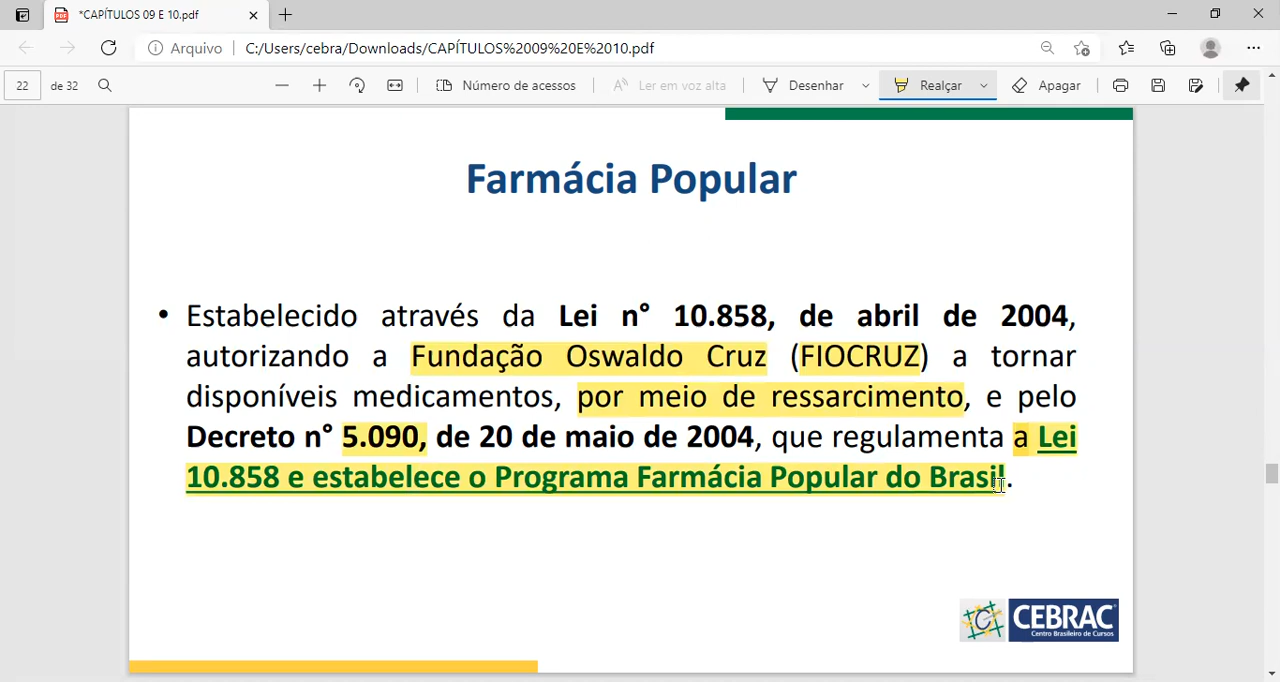 *CAPÍTULOS 09 E 10.pdf
Arquivo C:/Users/cebra/Downloads/CAPÍTULOS%2009%20E%2010.pdf
22 de 32 Número de acessos Ler em voz alta Desenhar Realçar Apagar
Farmácia Popular
• Estabelecido através da Lei n° 10.858, de abril de 2004,
autorizando a Fundação Oswaldo Cruz (FIOCRUZ) a tornar
disponíveis medicamentos, por meio de ressarcimento, e pelo
Decreto n° 5.090, de 20 de maio de 2004, que regulamenta a Lei
10.858 e estabelece o Programa Farmácia Popular do Brasil.
CEBRAC
Centro Brasileiro de Cursos